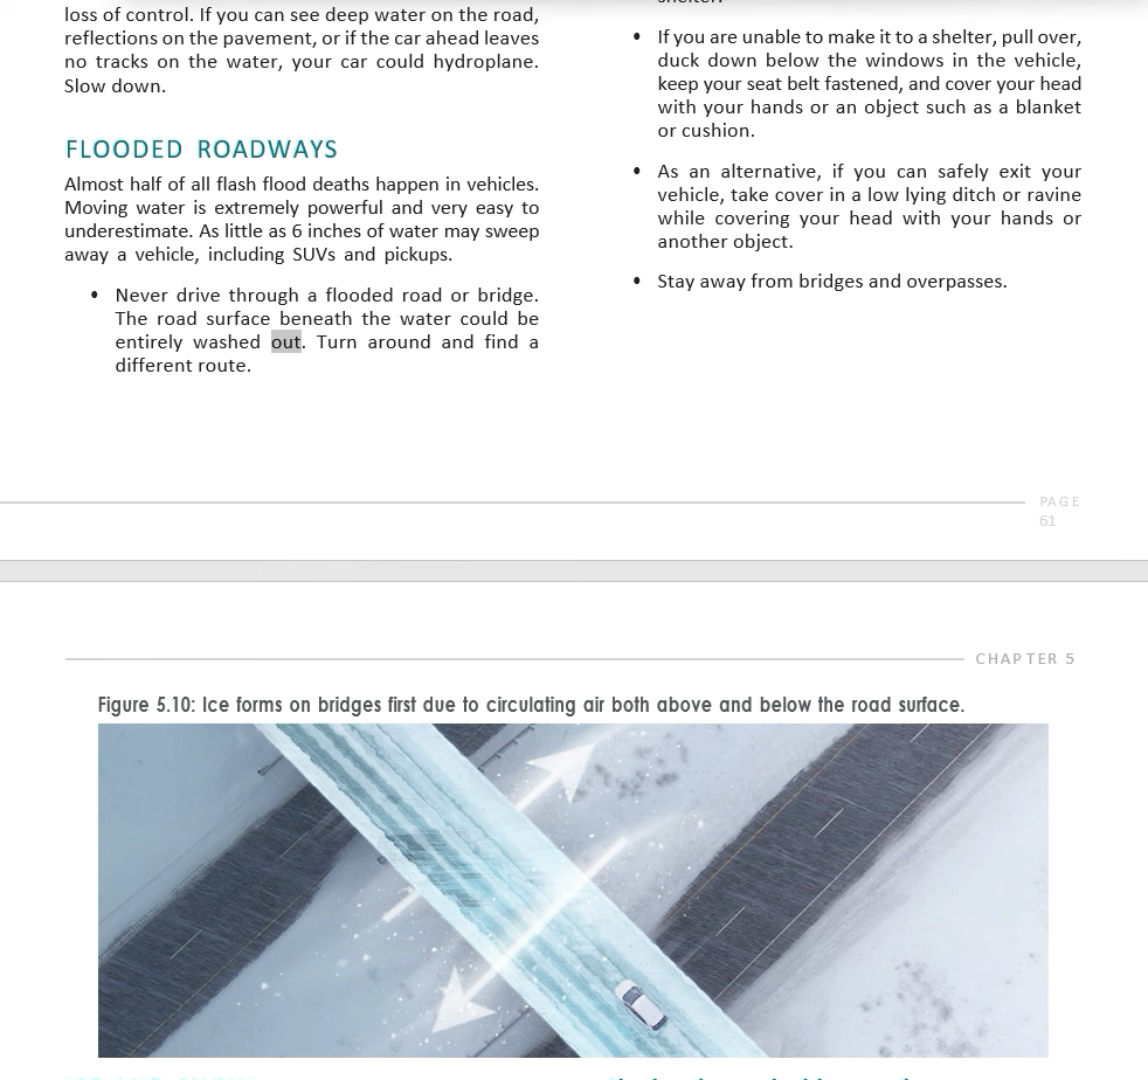 loss of control. If you can see deep water on the road,
reflections on the pavement, or if the car ahead leaves
no tracks on the water, your car could hydroplane.
Slow down.
FLOODED ROADWAYS
Almost half of all flash flood deaths happen in vehicles.
Moving water is extremely powerful and very easy to
underestimate. As little as 6 inches of water may sweep
away a vehicle, including SUVs and pickups.
• Never drive through a flooded road or bridge.
The road surface beneath the water could be
entirely washed out. Turn around and find a
different route.
shelter.
• If you are unable to make it to a shelter, pull over,
duck down below the windows in the vehicle,
keep your seat belt fastened, and cover your head
with your hands or an object such as a blanket
or cushion.
• As an alternative, if you can safely exit your
vehicle, take cover in a low lying ditch or ravine
while covering your head with your hands or
another object.
• Stay away from bridges and overpasses.
PAGE
61
CHAPTER 5
Figure 5.10: Ice forms on bridges first due to circulating air both above and below the road surface.